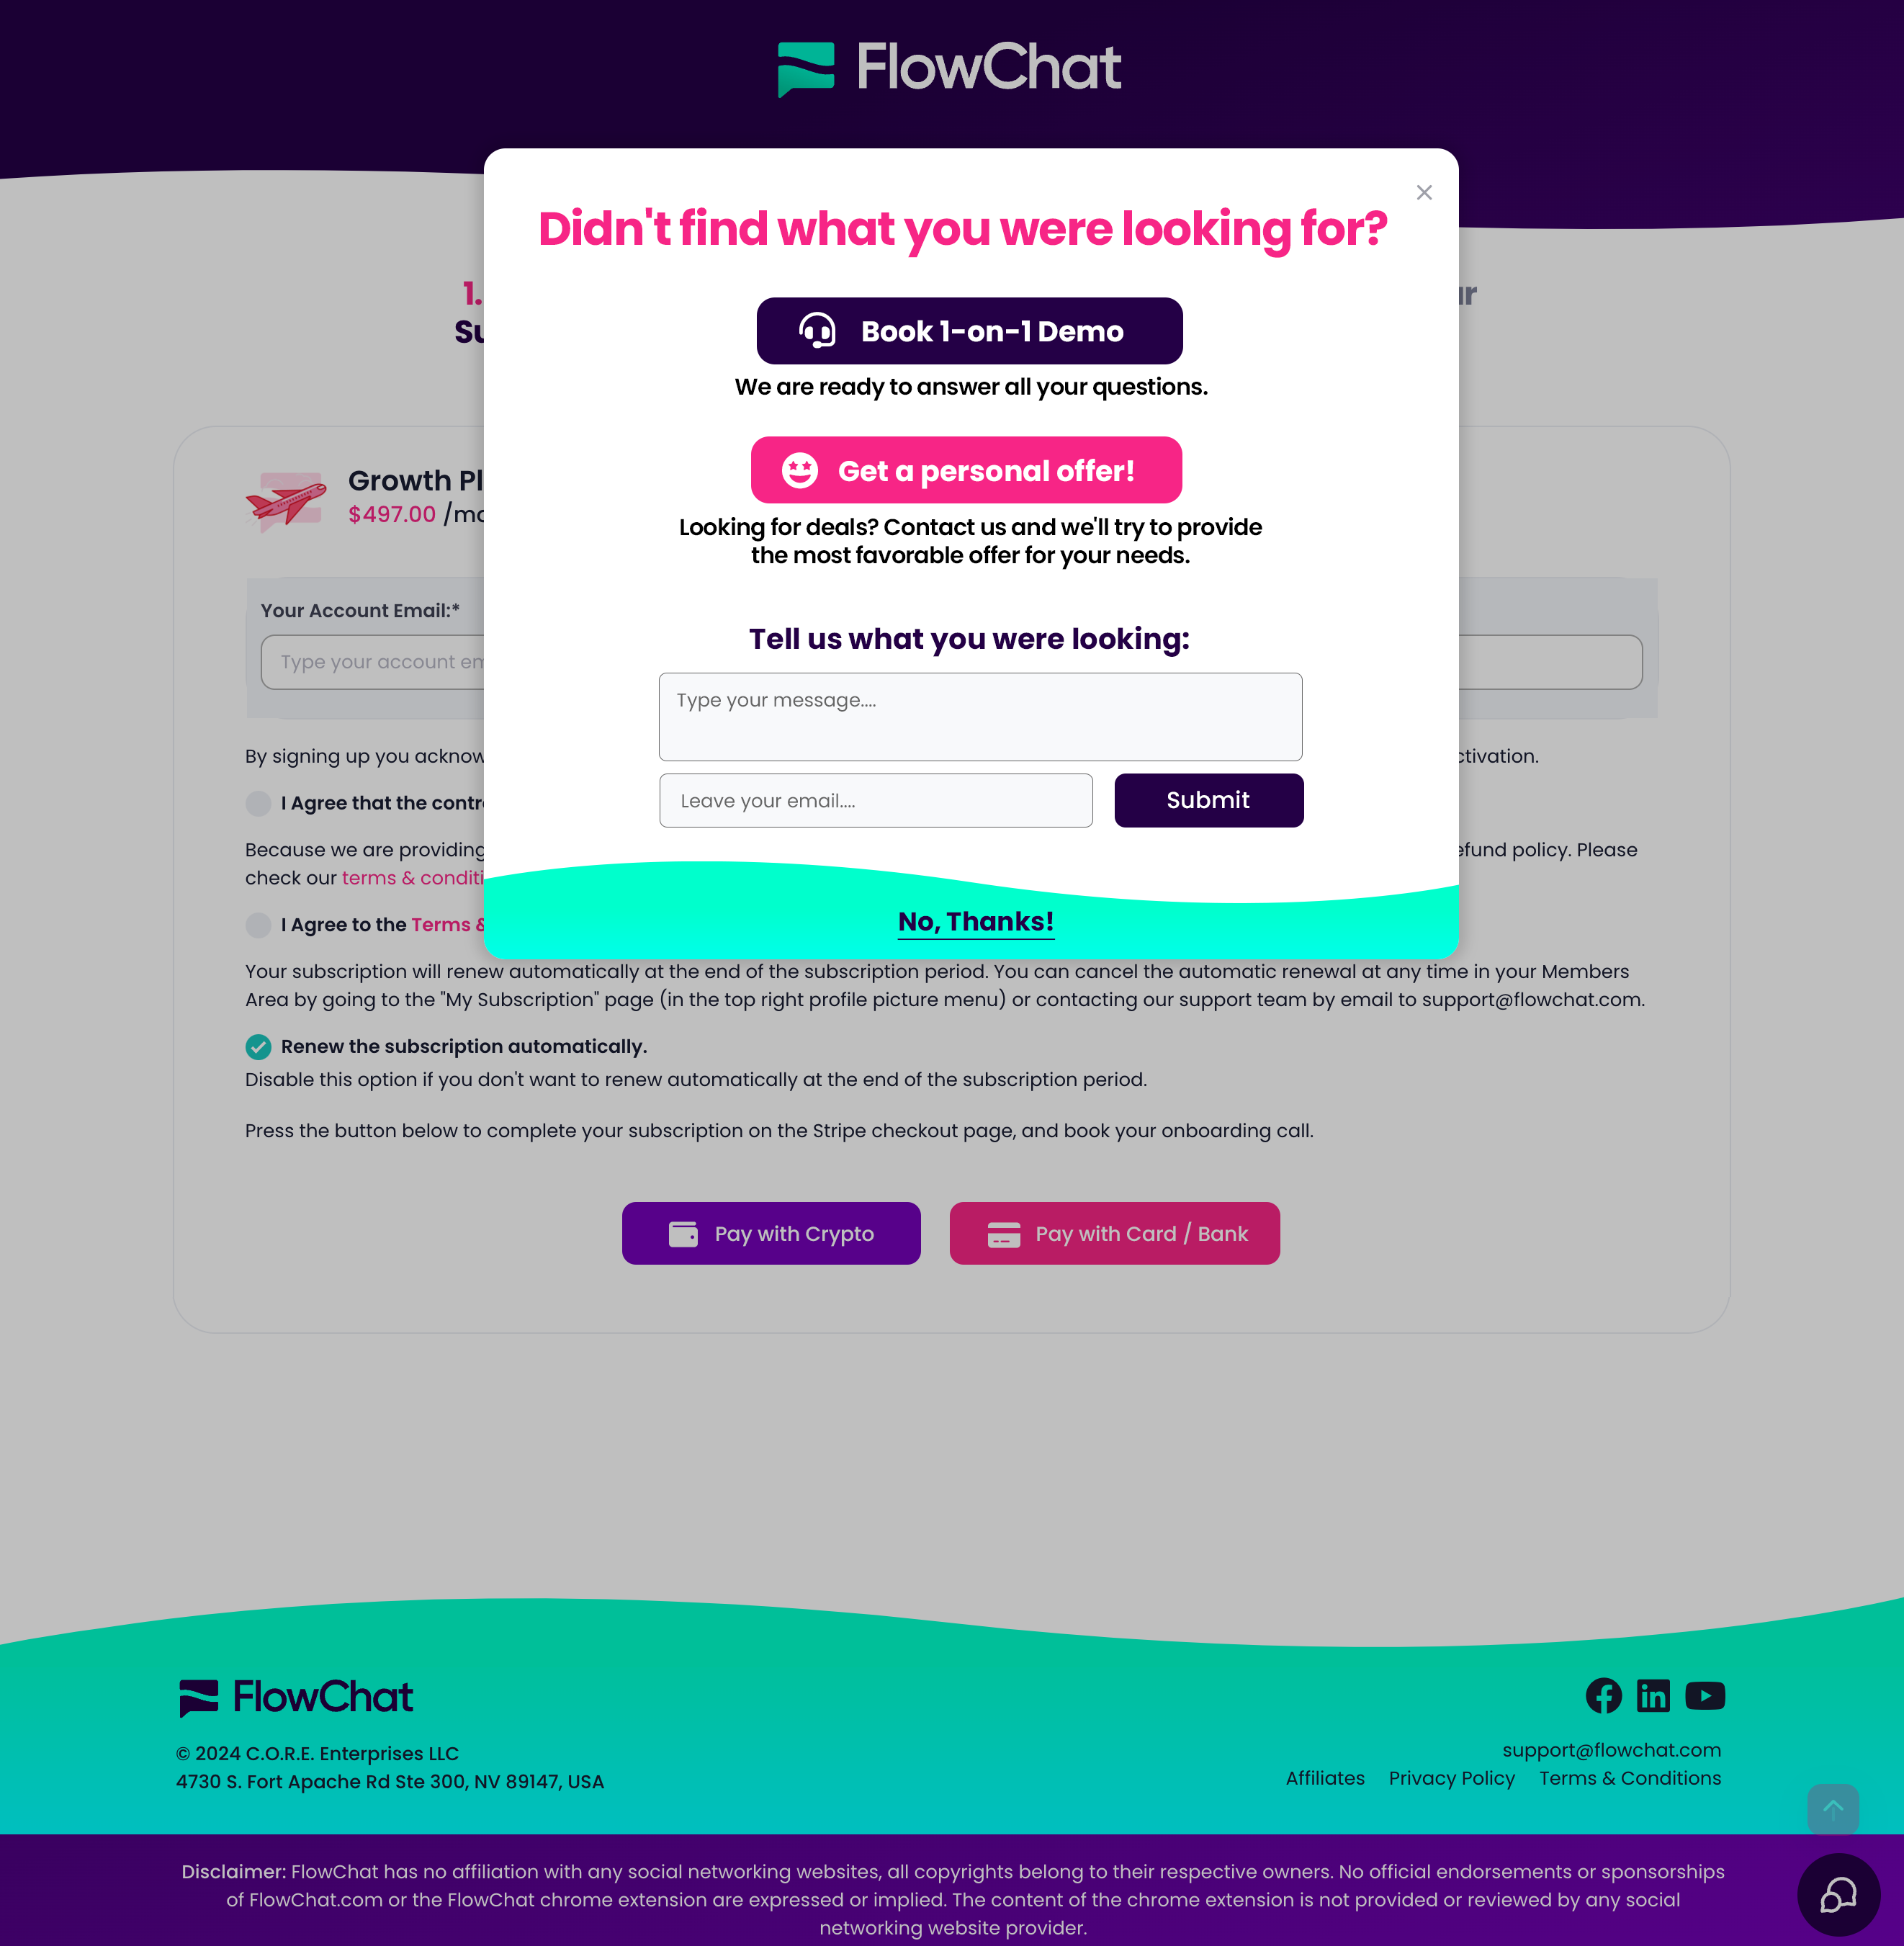 FlowChat
Didn't find what you were looking for?
1.
Su
ur
Book 1-on-1 Demo
We are ready to answer all your questions.
Get a personal offer!
Looking for deals? Contact us and we'll try to provide
the most favorable offer for your needs.
Tell us what you were looking:
Type your message....
Leave your email....
Submit
No, Thanks!
Growth Pl
$497.00 /mo
Your Account Email:*
Type your account em
By signing up you acknow
ctivation.
I Agree that the contr
Because we are providing
efund policy. Please
check our terms & conditi
I Agree to the Terms &
Your subscription will renew automatically at the end of the subscription period. You can cancel the automatic renewal at any time in your Members
Area by going to the "My Subscription" page (in the top right profile picture menu) or contacting our support team by email to support@flowchat.com.
Renew the subscription automatically.
Disable this option if you don't want to renew automatically at the end of the subscription period.
Press the button below to complete your subscription on the Stripe checkout page, and book your onboarding call.
Pay with Crypto
Pay with Card / Bank
FlowChat
© 2024 C.O.R.E. Enterprises LLC
4730 S. Fort Apache Rd Ste 300, NV 89147, USA
support@flowchat.com
Affiliates Privacy Policy Terms & Conditions
Disclaimer: FlowChat has no affiliation with any social networking websites, all copyrights belong to their respective owners. No official endorsements or sponsorships
of FlowChat.com or the FlowChat chrome extension are expressed or implied. The content of the chrome extension is not provided or reviewed by any social
networking website provider.